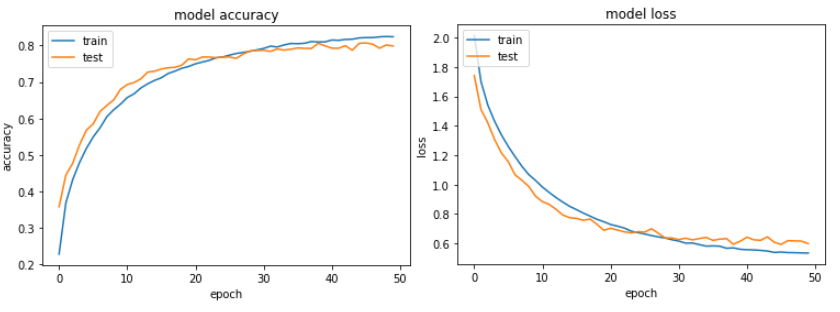 model accuracy
train
test
0.8
0.7
0.6
0.5
0.4
0.3
0.2
accuracy
0 10 20 30 40 50
epoch
model loss
train
test
2.0
1.8
1.6
1.4
1.2
1.0
0.8
0.6
loss
0 10 20 30 40 50
epoch